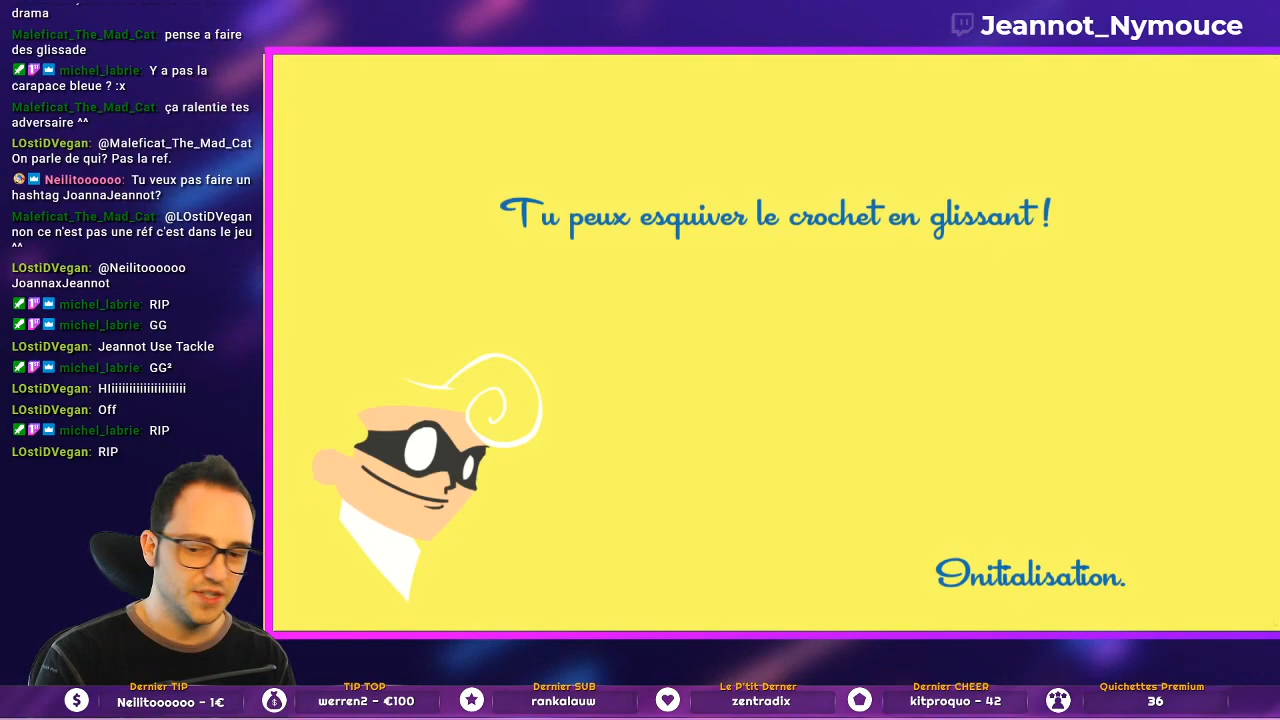 drama
Maleficat_The_Mad_Cat: pense a faire
des glissade
michel_labrie: Y a pas la
carapace bleue ? :x
Maleficat_The_Mad_Cat: ça ralentie tes
adversaire ^^
LOstiDVegan: @Maleficat_The_Mad_Cat
On parle de qui? Pas la ref.
Neilitoooooo: Tu veux pas faire un
hashtag JoannaJeannot?
Maleficat_The_Mad_Cat: @LOstiDVegan
non ce n'est pas une réf c'est dans le jeu
^^
LOstiDVegan: @Neilitoooooo
JoannaxJeannot
michel_labrie: RIP
michel_labrie: GG
LOstiDVegan: Jeannot Use Tackle
michel_labrie: GG²
LOstiDVegan: HIiiiiiiiiiiiiiiiiiiiii
LOstiDVegan: Off
michel_labrie: RIP
LOstiDVegan: RIP
Jeannot_Nymouce
Tu peux esquiver le crochet en glissant !
Initialisation.
Dernier TIP
Neilitoooooo - 1€
TIP TOP
werren2 - €100
Dernier SUB
rankalauw
Le P'tit Derner
zentradix
Dernier CHEER
kitproquo - 42
Quichettes Premium
36